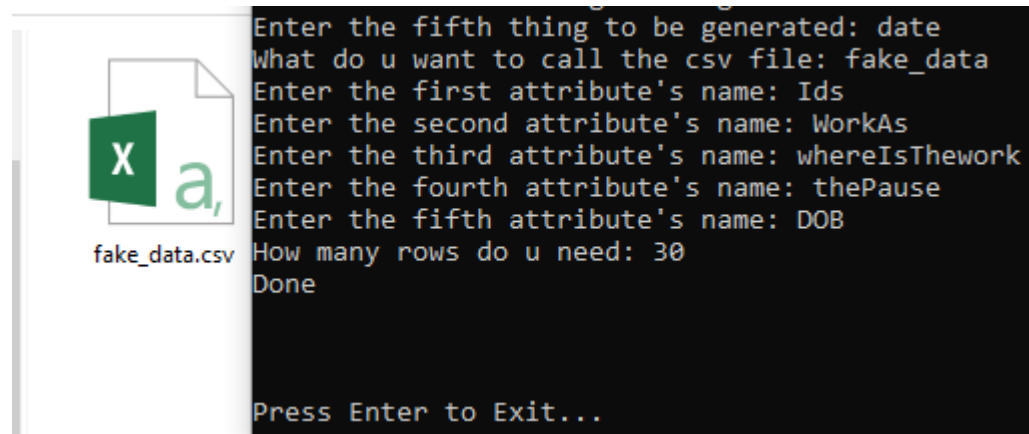 Enter the fifth thing to be generated: date
What do u want to call the csv file: fake_data
Enter the first attribute's name: Ids
Enter the second attribute's name: WorkAs
Enter the third attribute's name: whereIsThework
Enter the fourth attribute's name: thePause
Enter the fifth attribute's name: DOB
How many rows do u need: 30
Done
Press Enter to Exit...
X
a,
fake_data.csv